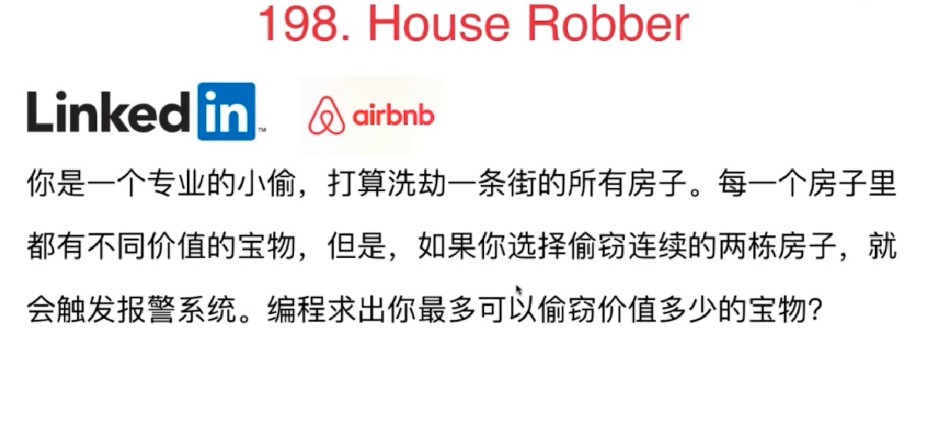 198. House Robber
Linked in ™ airbnb
你是一个专业的小偷，打算洗劫一条街的所有房子。每一个房子里
都有不同价值的宝物，但是，如果你选择偷窃连续的两栋房子，就
会触发报警系统。编程求出你最多可以偷窃价值多少的宝物？